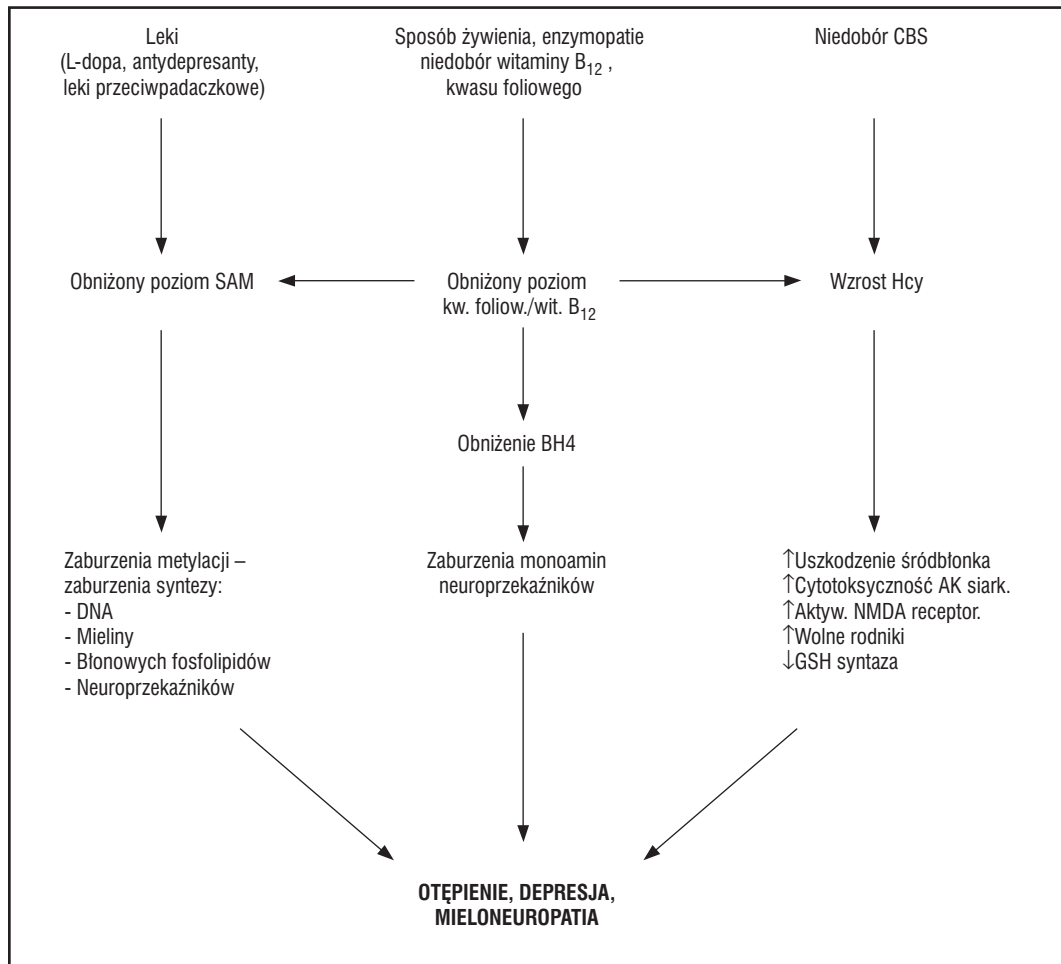 Leki
(L-dopa, antydepresanty,
leki przeciwpadaczkowe)
Sposób żywienia, enzymopatie
niedobór witaminy B12 ,
kwasu foliowego
Niedobór CBS
Obniżony poziom SAM
Obniżony poziom
kw. foliow./wit. B12
Wzrost Hcy
Obniżenie BH4
Zaburzenia metylacji –
zaburzenia syntezy:
- DNA
- Mieliny
- Błonowych fosfolipidów
- Neuroprzekaźników
Zaburzenia monoamin
neuroprzekaźników
↑Uszkodzenie śródbłonka
↑Cytotoksyczność AK siark.
↑Aktyw. NMDA receptor.
↑Wolne rodniki
↓GSH syntaza
OTĘPIENIE, DEPRESJA,
MIELONEUROPATIA